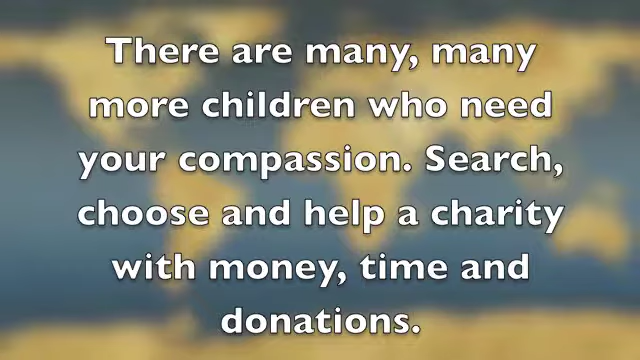 There are many, many
more children who need
your compassion. Search,
choose and help a charity
with money, time and
donations.